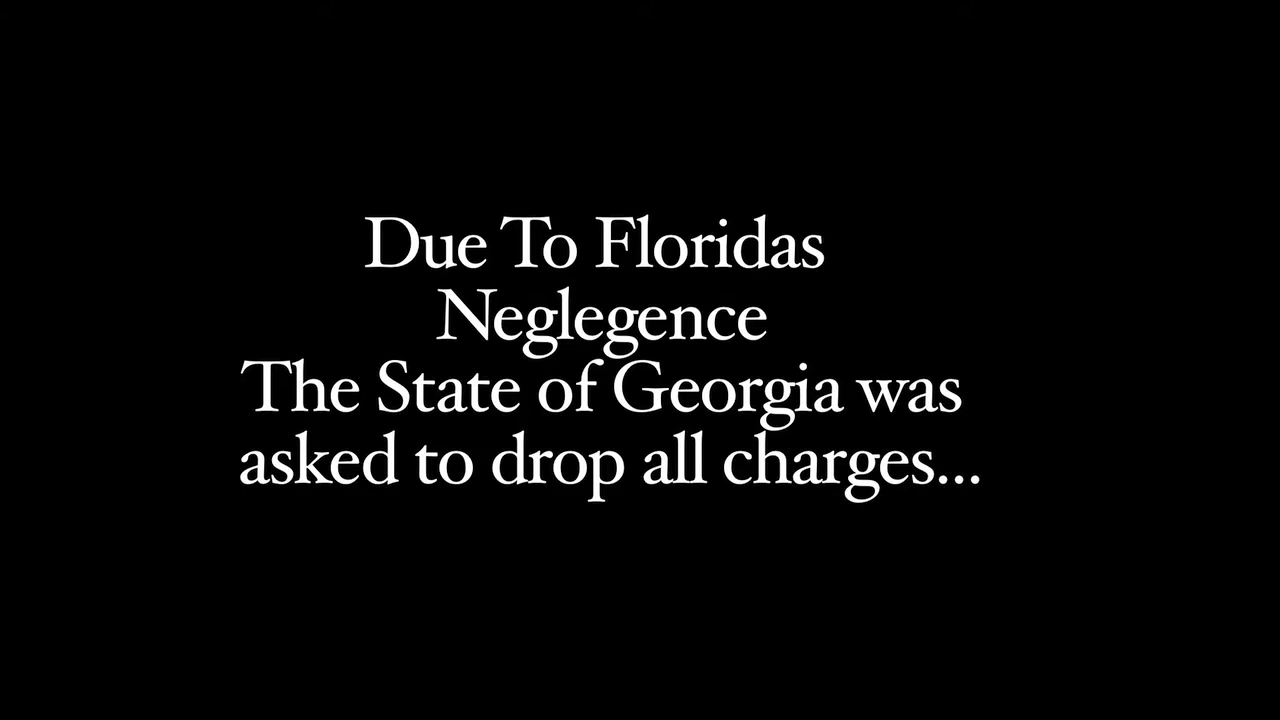 Due To Floridas
Neglegence
The State of Georgia was
asked to drop all charges...